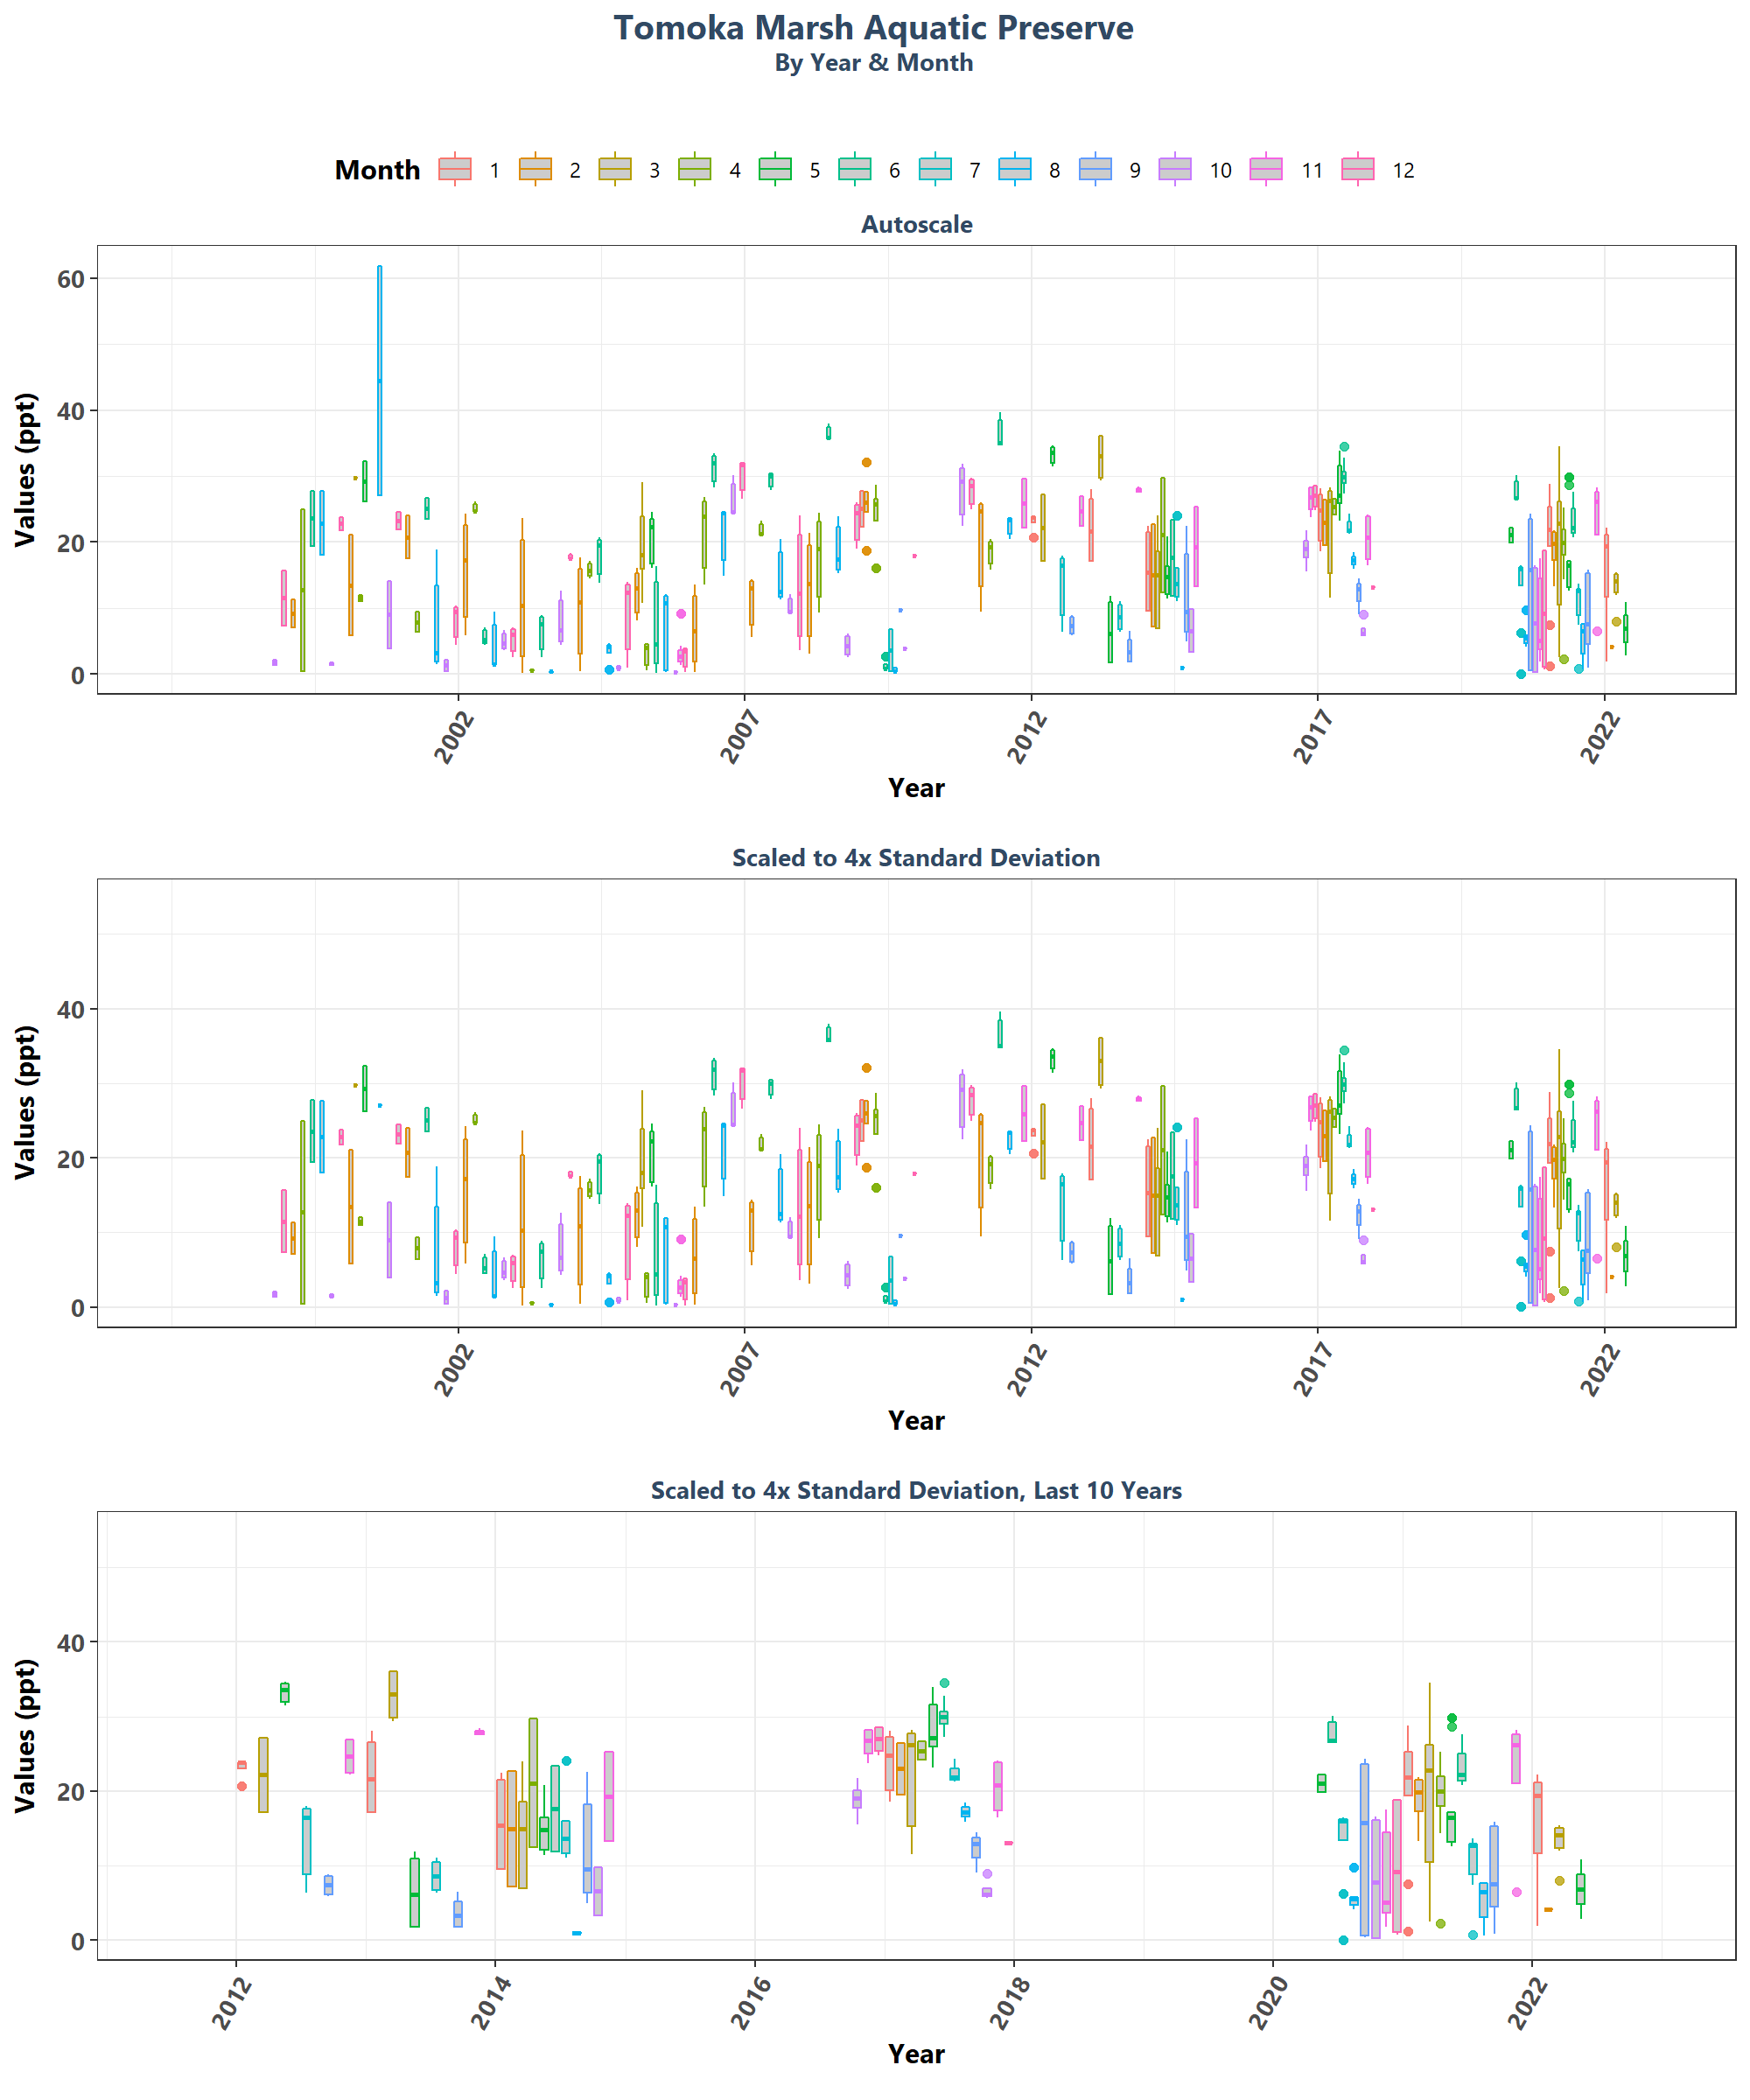 Tomoka Marsh Aquatic Preserve
By Year & Month
Month 1 2 3 4 5 6 7 8 9 10 11 12
Autoscale
Values (ppt)
60
40
20
0
2002 2007 2012 2017 2022
Year
Scaled to 4x Standard Deviation
Values (ppt)
40
20
0
2002 2007 2012 2017 2022
Year
Scaled to 4x Standard Deviation, Last 10 Years
Values (ppt)
40
20
0
2012 2014 2016 2018 2020 2022
Year